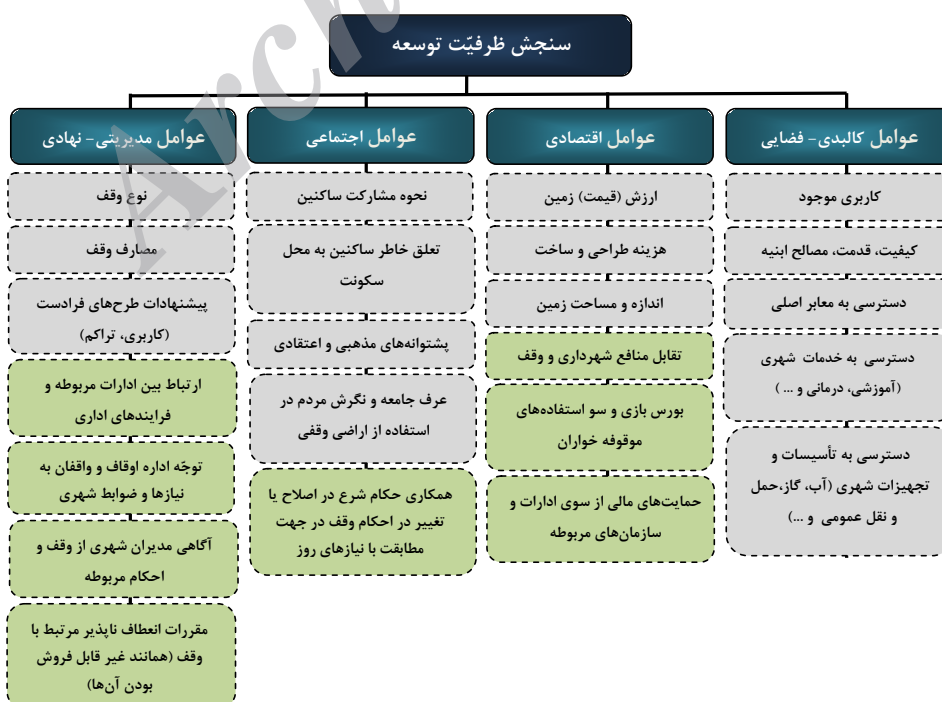 سنجش ظرفیّت توسعه
عوامل کالبدی- فضایی
کاربری موجود
کیفیت، قدمت، مصالح ابنیه
دسترسی به معابر اصلی
دسترسی به خدمات شهری
(آموزشی، درمانی و ... )
دسترسی به تأسیسات و
تجهیزات شهری (آب، گاز،حمل
و نقل عمومی و ...)
عوامل اقتصادی
ارزش (قیمت) زمین
هزینه طراحی و ساخت
اندازه و مساحت زمین
تقابل منافع شهرداری و وقف
بورس بازی و سو استفاده‌های
موقوفه خواران
حمایت‌های مالی از سوی ادارات و
سازمان‌های مربوطه
عوامل اجتماعی
نحوه مشارکت ساکنین
تعلق خاطر ساکنین به محل
سکونت
پشتوانه‌های مذهبی و اعتقادی
عرف جامعه و نگرش مردم در
استفاده از اراضی وقفی
همکاری حکام شرع در اصلاح یا
تغییر در احکام وقف در جهت
مطابقت با نیازهای روز
عوامل مدیریتی- نهادی
نوع وقف
مصارف وقف
پیشنهادات طرح‌های فرادست
(کاربری، تراکم)
ارتباط بین ادارات مربوطه و
فرایندهای اداری
توجّه اداره اوقاف و واقفان به
نیازها و ضوابط شهری
آگاهی مدیران شهری از وقف و
احکام مربوطه
مقررات انعطاف ناپذیر مرتبط با
وقف (همانند غیر قابل فروش
بودن آن‌ها)
Arch